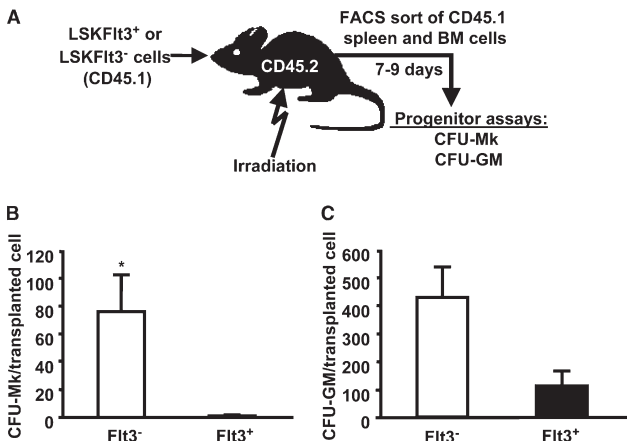 A
LSKFlt3⁺ or
LSKFlt3⁻ cells
(CD45.1)
CD45.2
FACS sort of CD45.1
spleen and BM cells
7-9 days
Progenitor assays:
CFU-Mk
CFU-GM
Irradiation
B
CFU-Mk/transplanted cell
120
100
80
60
40
20
0
*
Flt3⁻
Flt3⁺
C
CFU-GM/transplanted cell
600
500
400
300
200
100
0
Flt3⁻
Flt3⁺